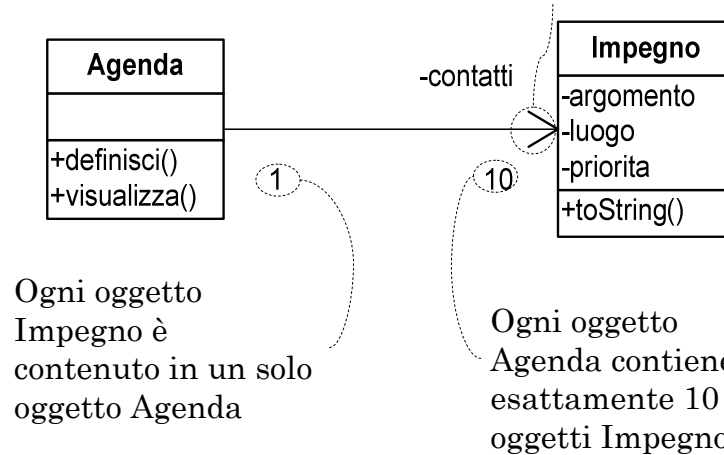 Agenda
+definisci()
+visualizza()
-contatti
1
10
Impegno
-argomento
-luogo
-priorita
+toString()
Ogni oggetto
Impegno è
contenuto in un solo
oggetto Agenda
Ogni oggetto
Agenda contiene
esattamente 10
oggetti Impegno